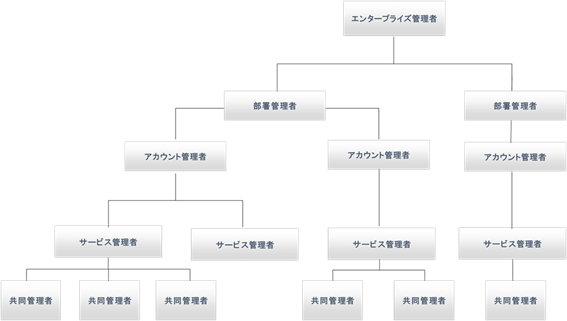 エンタープライズ管理者
部署管理者
部署管理者
アカウント管理者
アカウント管理者
アカウント管理者
サービス管理者
サービス管理者
サービス管理者
サービス管理者
共同管理者
共同管理者
共同管理者
共同管理者
共同管理者
共同管理者